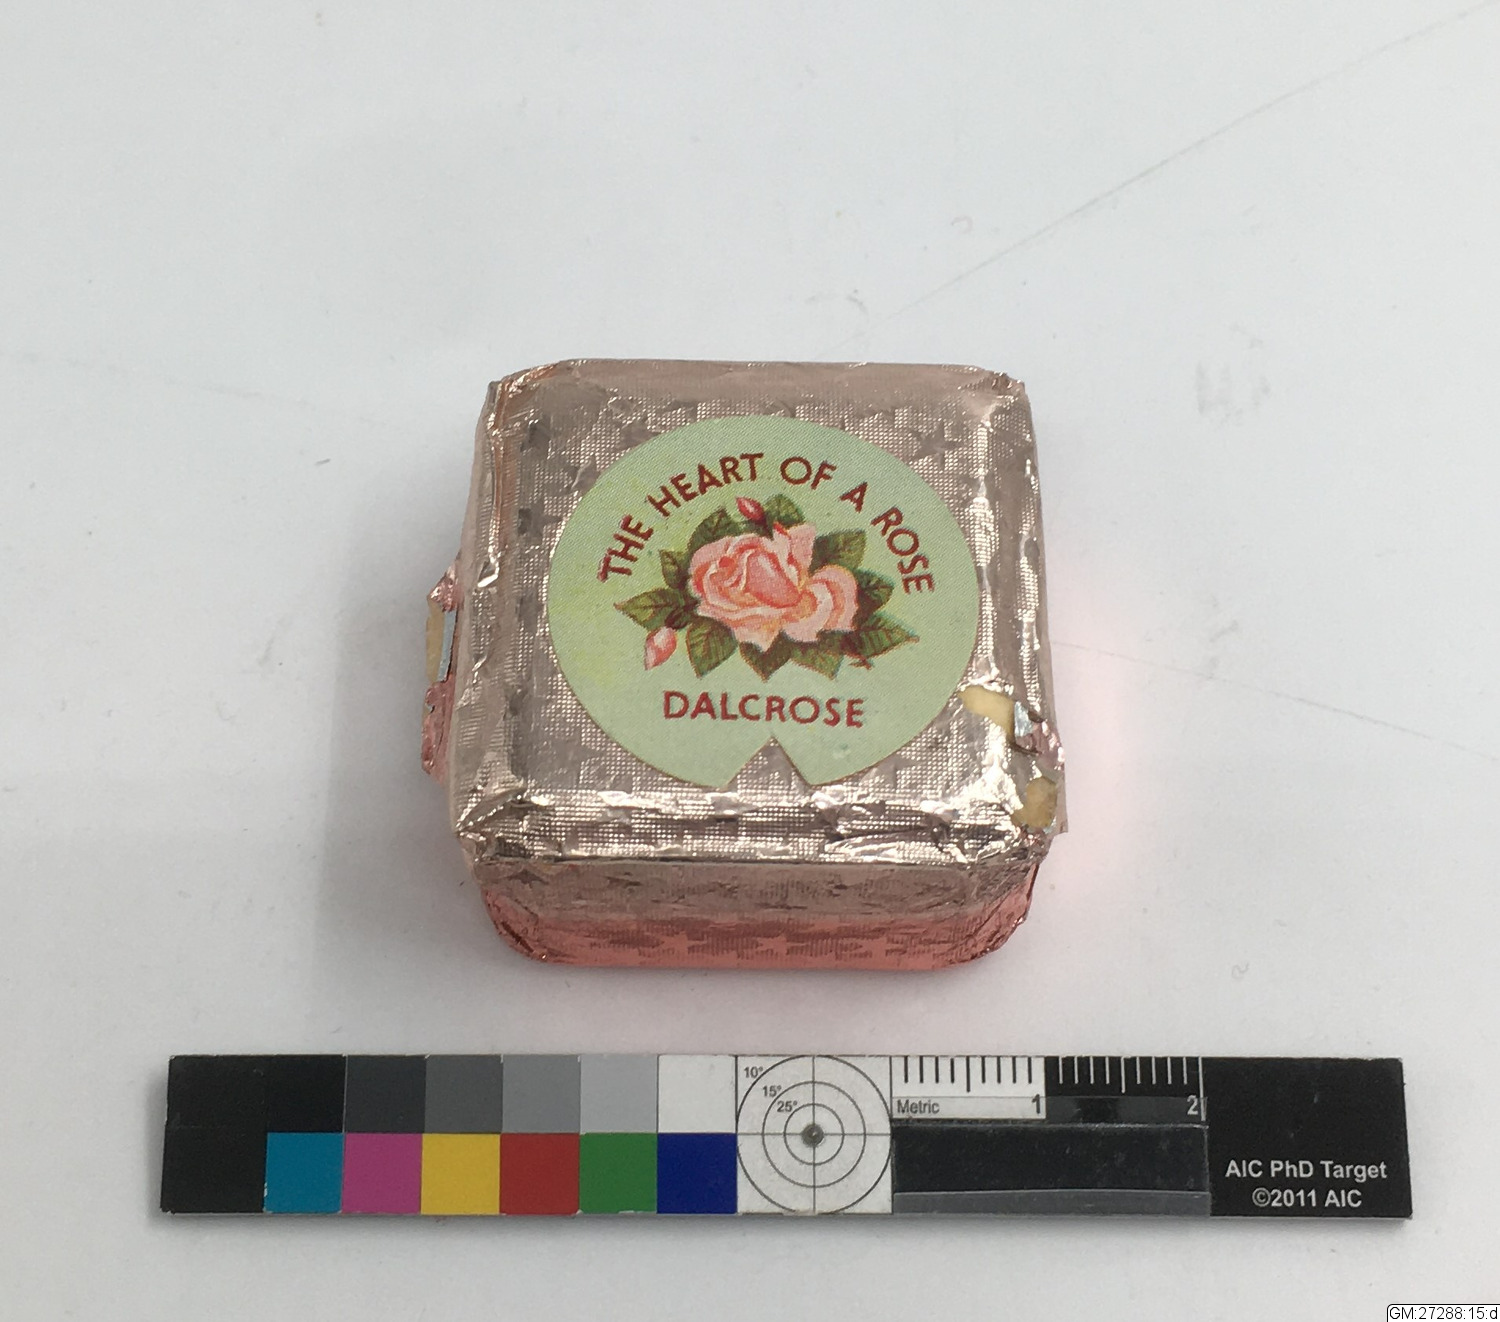 THE HEART OF A ROSE
DALCROSE
10°
15°
25°
Metric 1 2
AIC PhD Target
©2011 AIC
GM:27288:15:d